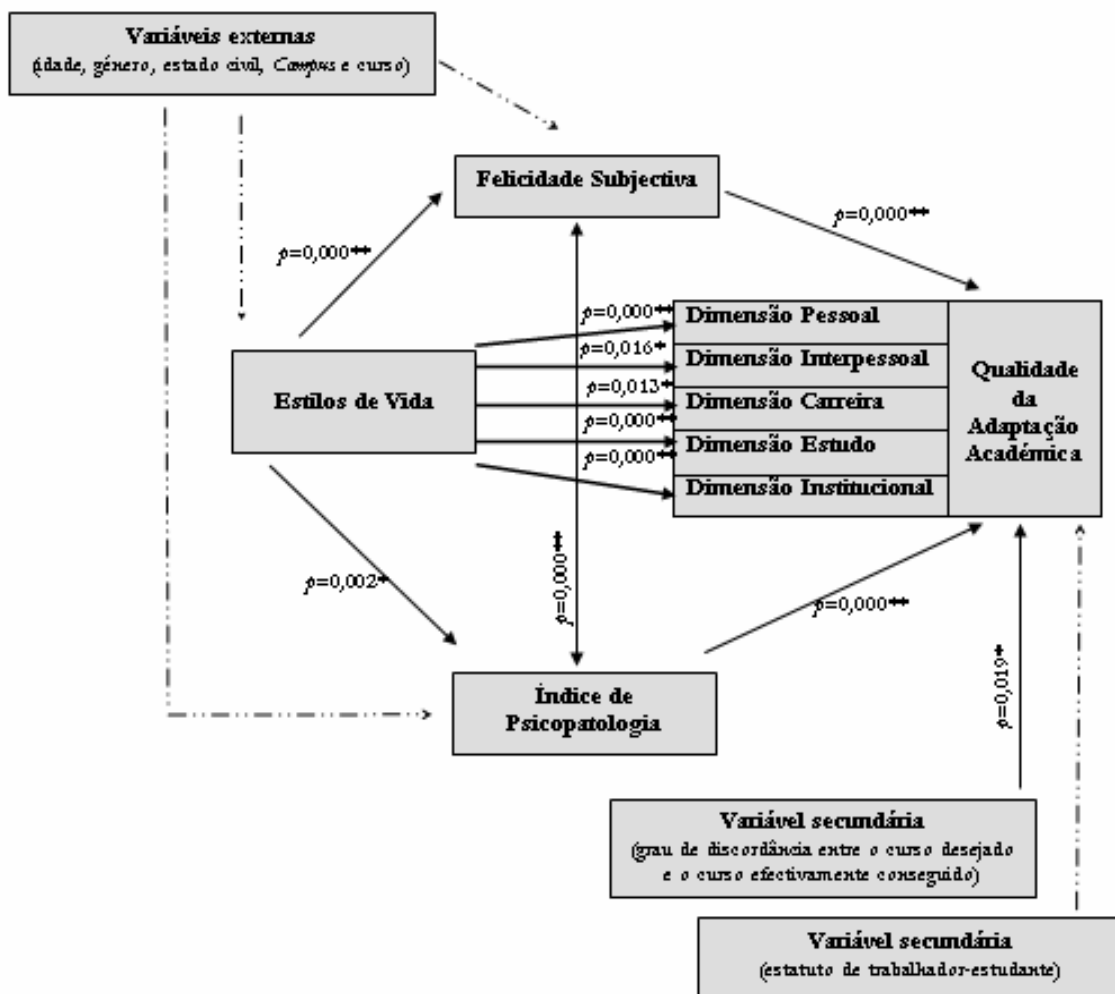 Variáveis externas
(idade, género, estado civil, Campus e curso)
Felicidade Subjectiva
p=0,000**
p=0,000**
p=0,000**
p=0,016*
p=0,013*
p=0,000**
p=0,000**
Dimensão Pessoal
Dimensão Interpessoal
Dimensão Carreira
Dimensão Estudo
Dimensão Institucional
Qualidade
da
Adaptação
Académica
Estilos de Vida
p=0,002*
p=0,000**
p=0,000**
p=0,019*
Índice de
Psicopatologia
Variável secundária
(grau de discordância entre o curso desejado
e o curso efectivamente conseguido)
Variável secundária
(estatuto de trabalhador-estudante)